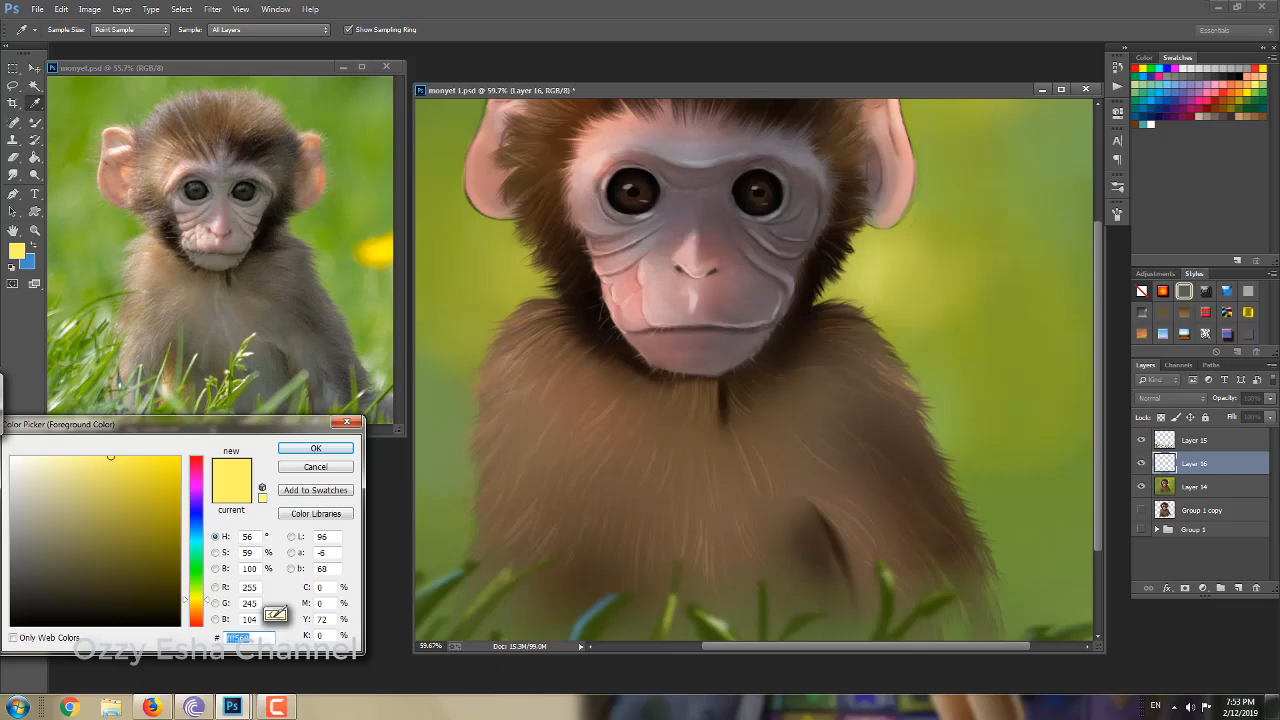 Ps File Edit Image Layer Type Select Filter View Window Help
Sample Size: Point Sample Sample: All Layers Show Sampling Ring Essentials
monyet.psd @ 55.7% (RGB/8)
monyet 1.psd @ 59.7% (Layer 16, RGB/8) *
Color Swatches
Adjustments Styles
Layers Channels Paths
Kind
Normal Opacity: 100%
Lock: Fill: 100%
Layer 15
Layer 16
Layer 14
Group 1 copy
Group 1
Color Picker (Foreground Color)
new
current
OK
Cancel
Add to Swatches
Color Libraries
H: 56 ° L: 96
S: 59 % a: -6
B: 100 % b: 68
R: 255 C: 0 %
G: 245 M: 0 %
B: 104 Y: 72 %
# fff568 K: 0 %
Only Web Colors
Ozzy Esha Channel
59.67% Doc: 15.3M/99.0M
Ps EN 7:53 PM
2/12/2019